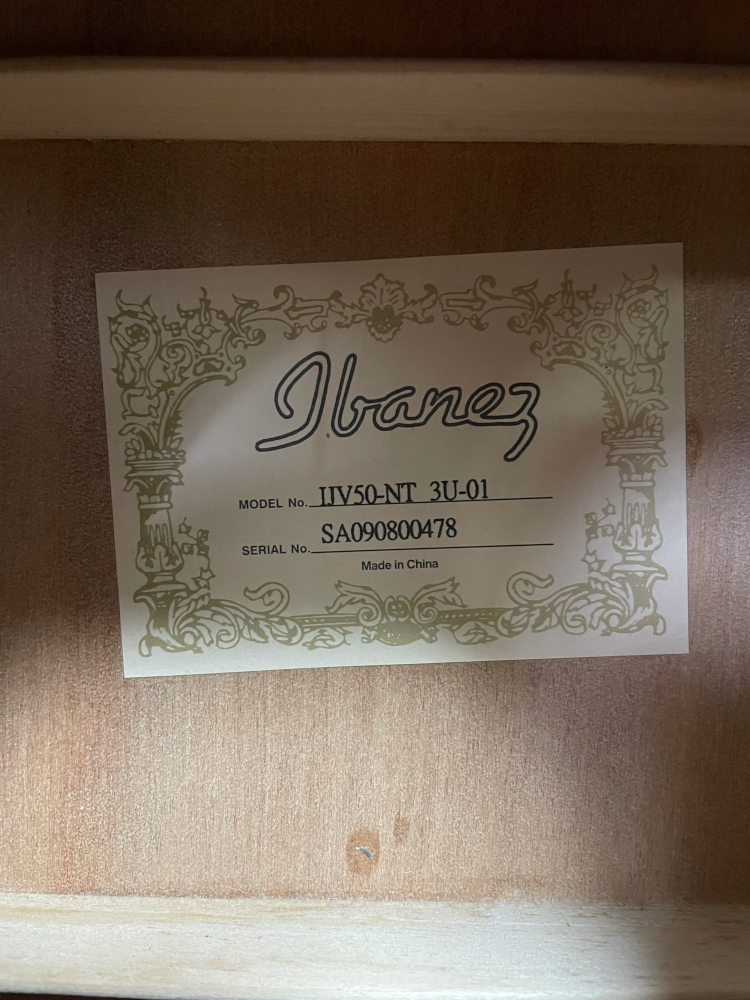 Ibanez
MODEL No. IJV50-NT 3U-01
SERIAL No. SA090800478
Made in China